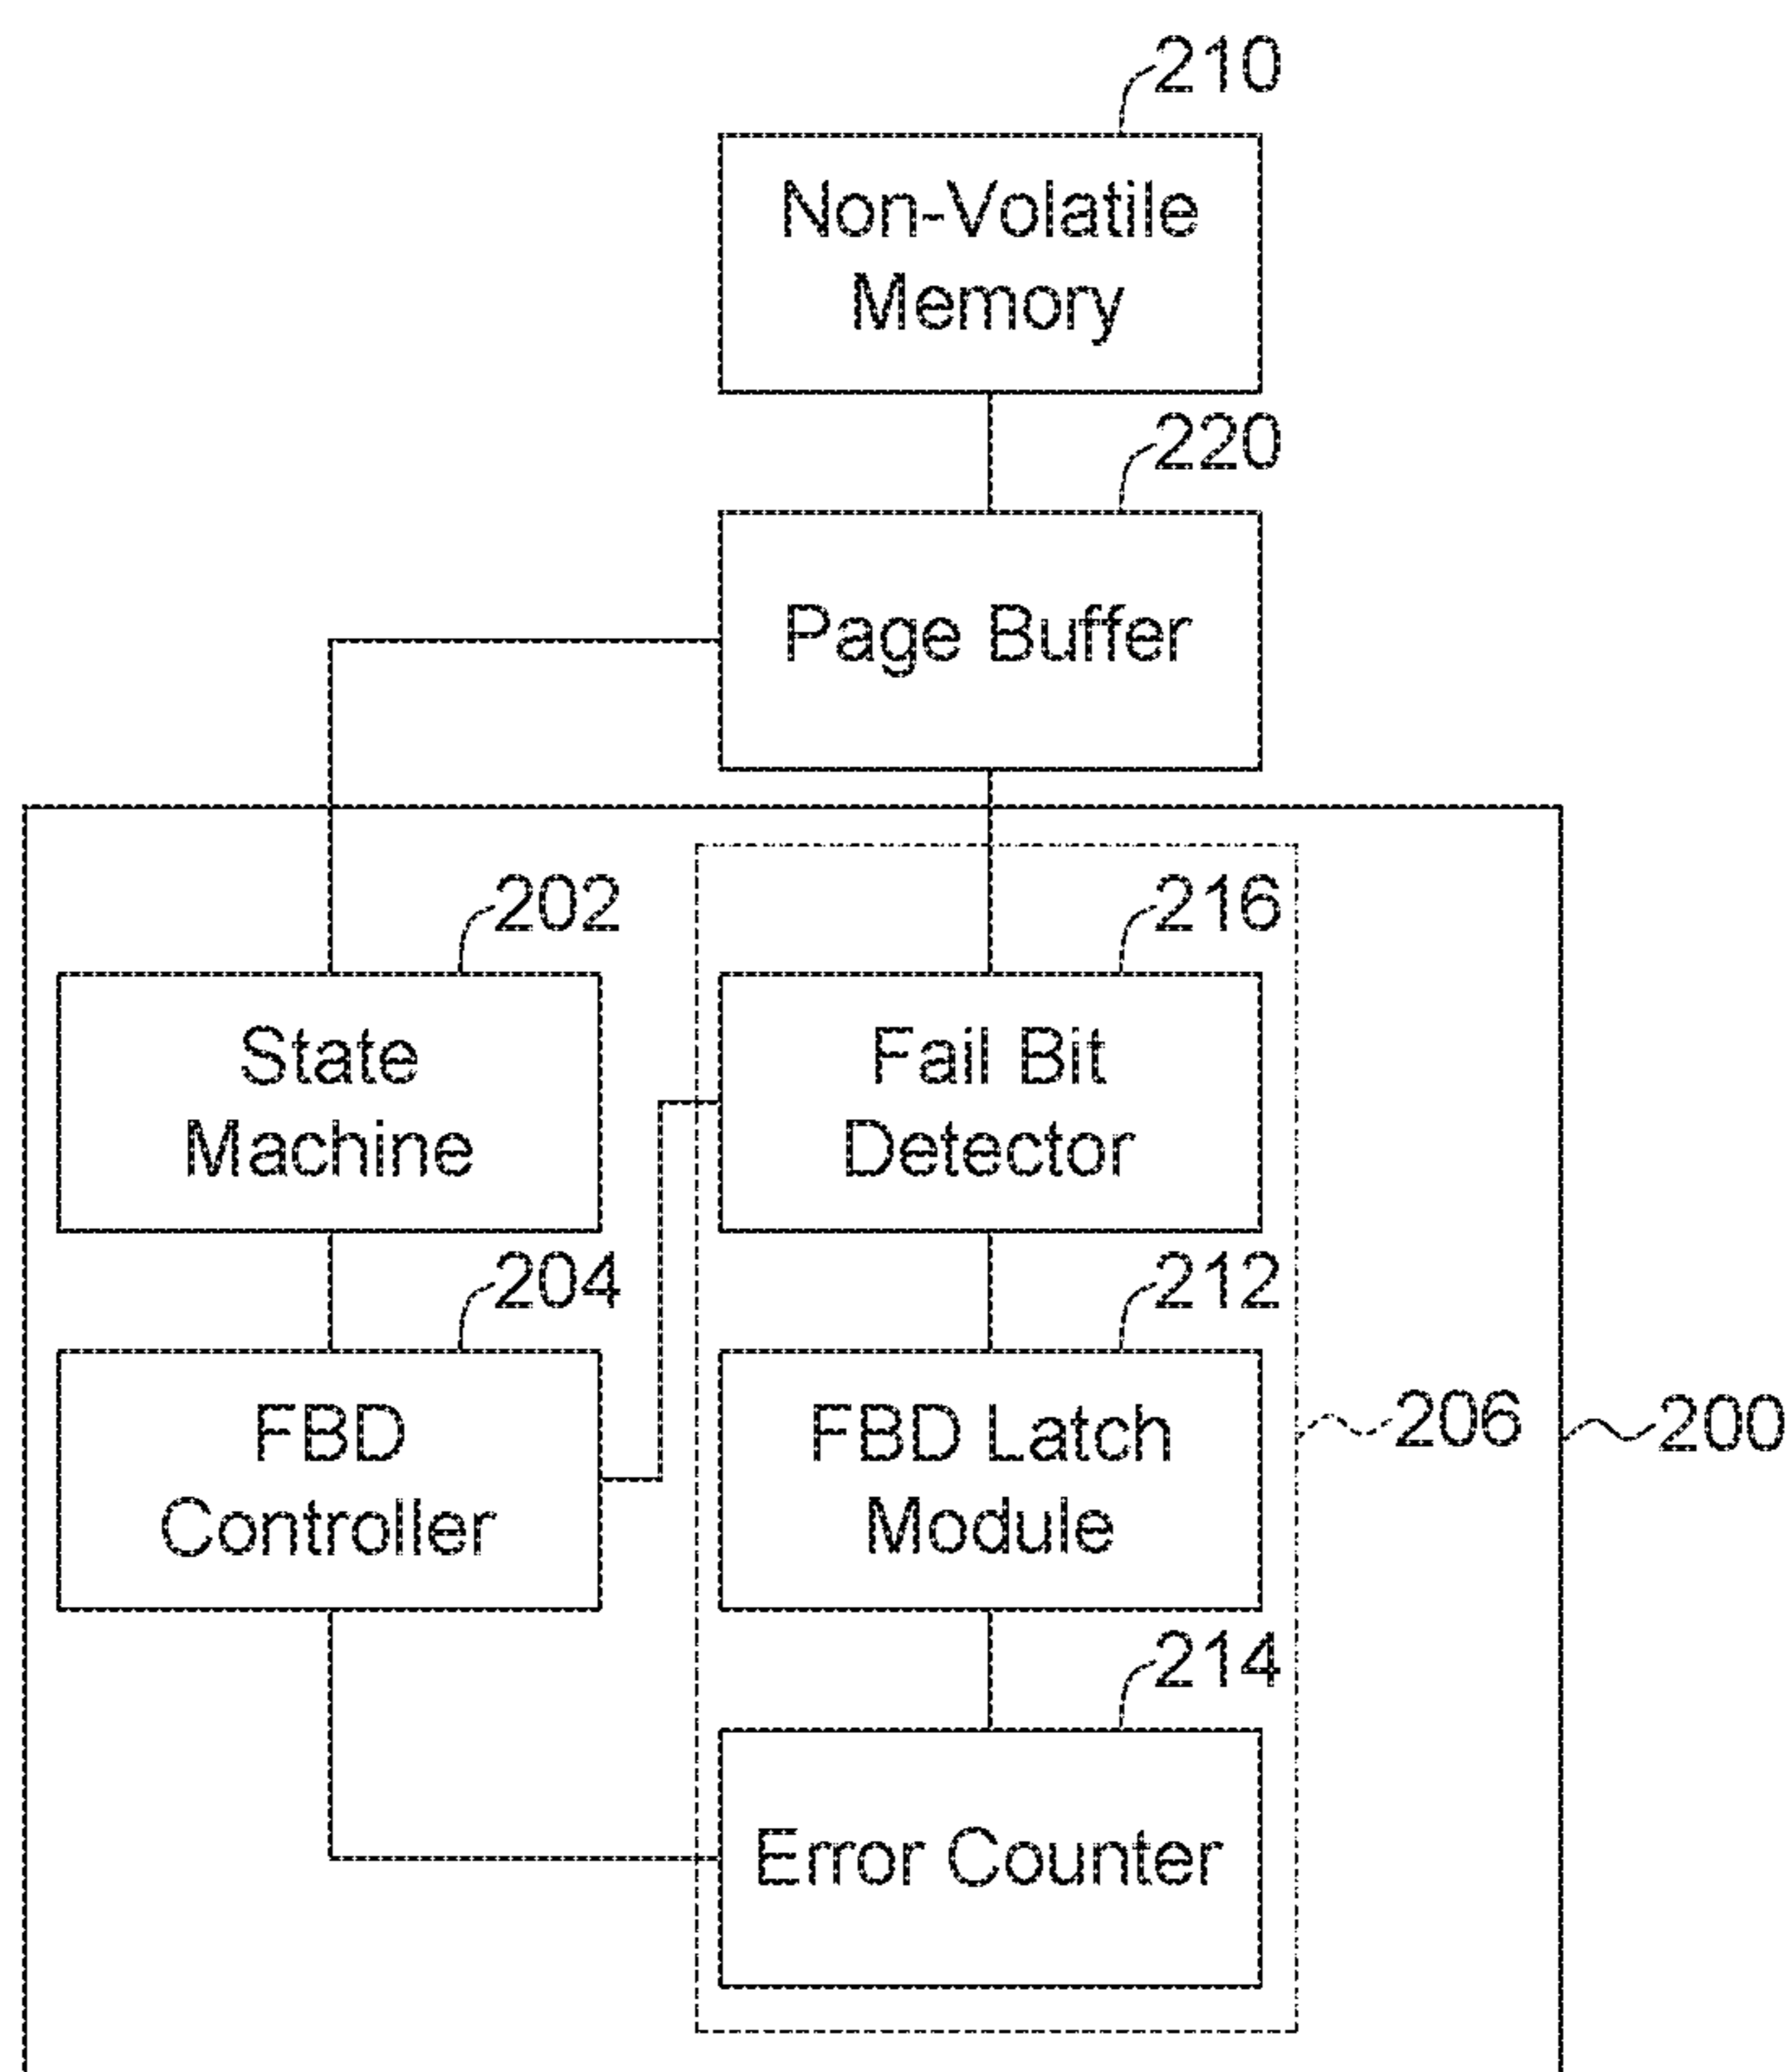 210
Non-Volatile
Memory
220
Page Buffer
202
216
State
Machine
Fail Bit
Detector
204
212
FBD
Controller
FBD Latch
Module
206
200
214
Error Counter